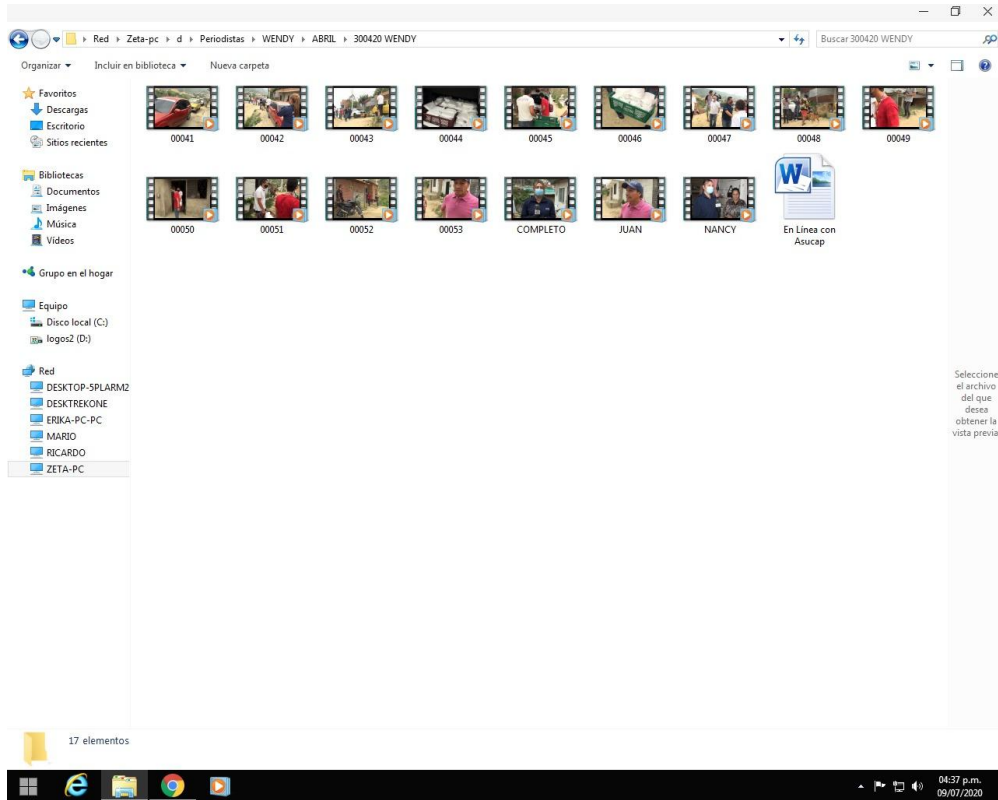 Red Zeta-pc d Periodistas WENDY ABRIL 300420 WENDY
Buscar 300420 WENDY
Organizar Incluir en biblioteca Nueva carpeta
Favoritos
Descargas
Escritorio
Sitios recientes
Bibliotecas
Documentos
Imágenes
Música
Vídeos
Grupo en el hogar
Equipo
Disco local (C:)
logos2 (D:)
Red
DESKTOP-5PLARM2
DESKTREKONE
ERIKA-PC-PC
MARIO
RICARDO
ZETA-PC
00041 00042 00043 00044 00045 00046 00047 00048 00049
00050 00051 00052 00053 COMPLETO JUAN NANCY En Línea con
Asucap
Seleccione
el archivo
del que
desea
obtener la
vista previa
17 elementos
04:37 p.m.
09/07/2020